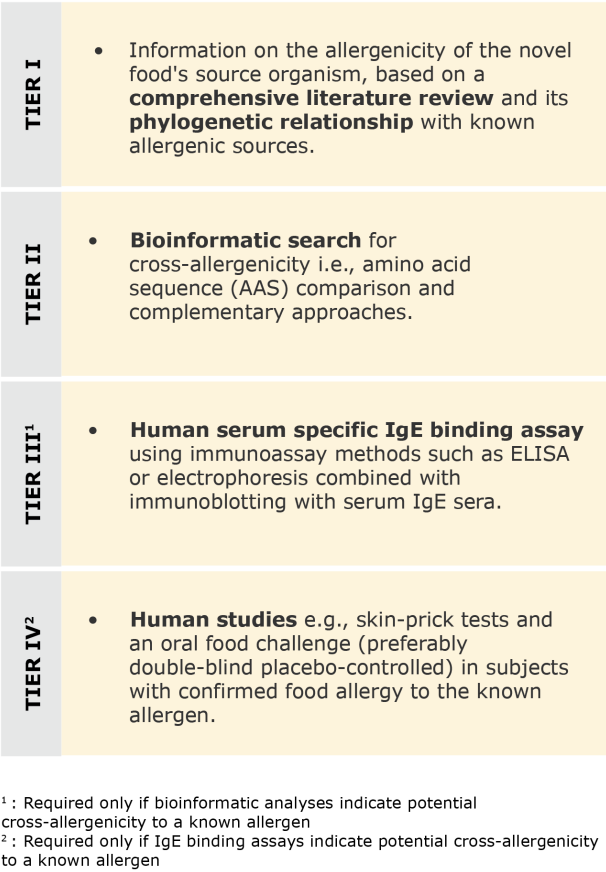 TIER I
• Information on the allergenicity of the novel
food's source organism, based on a
comprehensive literature review and its
phylogenetic relationship with known
allergenic sources.
TIER II
• Bioinformatic search for
cross-allergenicity i.e., amino acid
sequence (AAS) comparison and
complementary approaches.
TIER III¹
• Human serum specific IgE binding assay
using immunoassay methods such as ELISA
or electrophoresis combined with
immunoblotting with serum IgE sera.
TIER IV²
• Human studies e.g., skin-prick tests and
an oral food challenge (preferably
double-blind placebo-controlled) in subjects
with confirmed food allergy to the known
allergen.
¹ : Required only if bioinformatic analyses indicate potential
cross-allergenicity to a known allergen
² : Required only if IgE binding assays indicate potential cross-allergenicity
to a known allergen